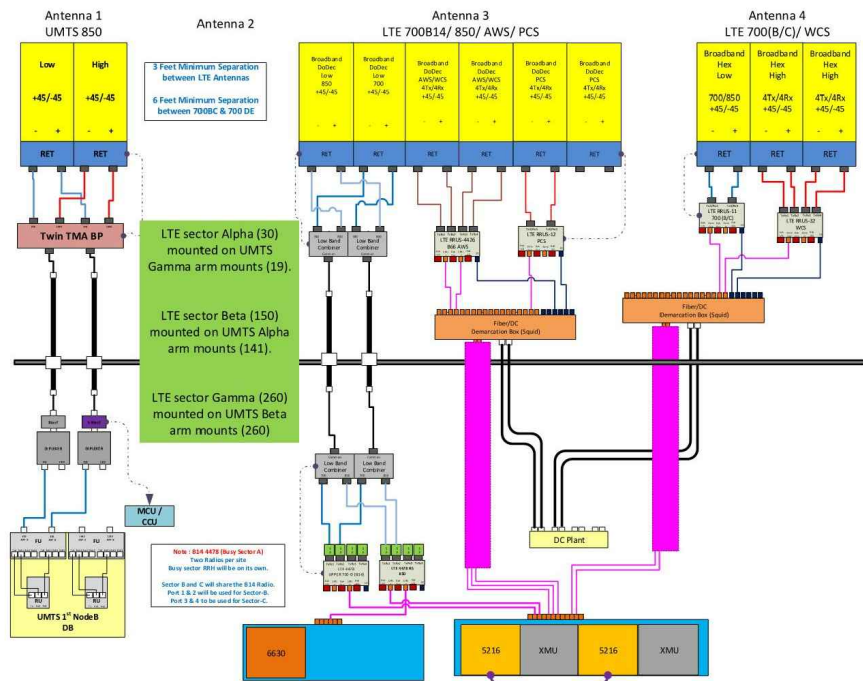 Antenna 1
UMTS 850
Antenna 2
Antenna 3
LTE 700B14/ 850/ AWS/ PCS
Antenna 4
LTE 700(B/C)/ WCS
Low
+45/-45
- +
High
+45/-45
- +
3 Feet Minimum Separation
between LTE Antennas
6 Feet Minimum Separation
between 700BC & 700 DE
Broadband
DoDec
Low
850
+45/-45
- +
Broadband
DoDec
Low
700
+45/-45
- +
Broadband
DoDec
AWS/WCS
4Tx/4Rx
+45/-45
- +
Broadband
DoDec
AWS/WCS
4Tx/4Rx
+45/-45
- +
Broadband
DoDec
PCS
4Tx/4Rx
+45/-45
- +
Broadband
DoDec
PCS
4Tx/4Rx
+45/-45
- +
Broadband
Hex
Low
700/850
+45/-45
- +
Broadband
Hex
High
4Tx/4Rx
+45/-45
- +
Broadband
Hex
High
4Tx/4Rx
+45/-45
- +
RET
RET
RET
RET
RET
RET
RET
RET
RET
RET
RET
Twin TMA BP
Low Band
Combiner
Low Band
Combiner
LTE RRUS-4426
B66 AWS
LTE RRUS-12
PCS
LTE RRUS-11
700 (B/C)
LTE RRUS-32
WCS
LTE sector Alpha (30)
mounted on UMTS
Gamma arm mounts (19).
LTE sector Beta (150)
mounted on UMTS Alpha
arm mounts (141).
LTE sector Gamma (260)
mounted on UMTS Beta
arm mounts (260)
Fiber/DC
Demarcation Box (Squid)
Fiber/DC
Demarcation Box (Squid)
DIPLEXOR
DIPLEXOR
Low Band
Combiner
Low Band
Combiner
MCU /
CCU
DC Plant
FU
FU
RU
RU
UMTS 1st NodeB
DB
Note : B14 4478 (Busy Sector A)
Two Radios per site
Busy sector RRH will be on its own.
Sector B and C will share the B14 Radio.
Port 1 & 2 will be used for Sector-B.
Port 3 & 4 to be used for Sector-C.
LTE 4478
LTE 4478 B5
850
6630
5216
XMU
5216
XMU